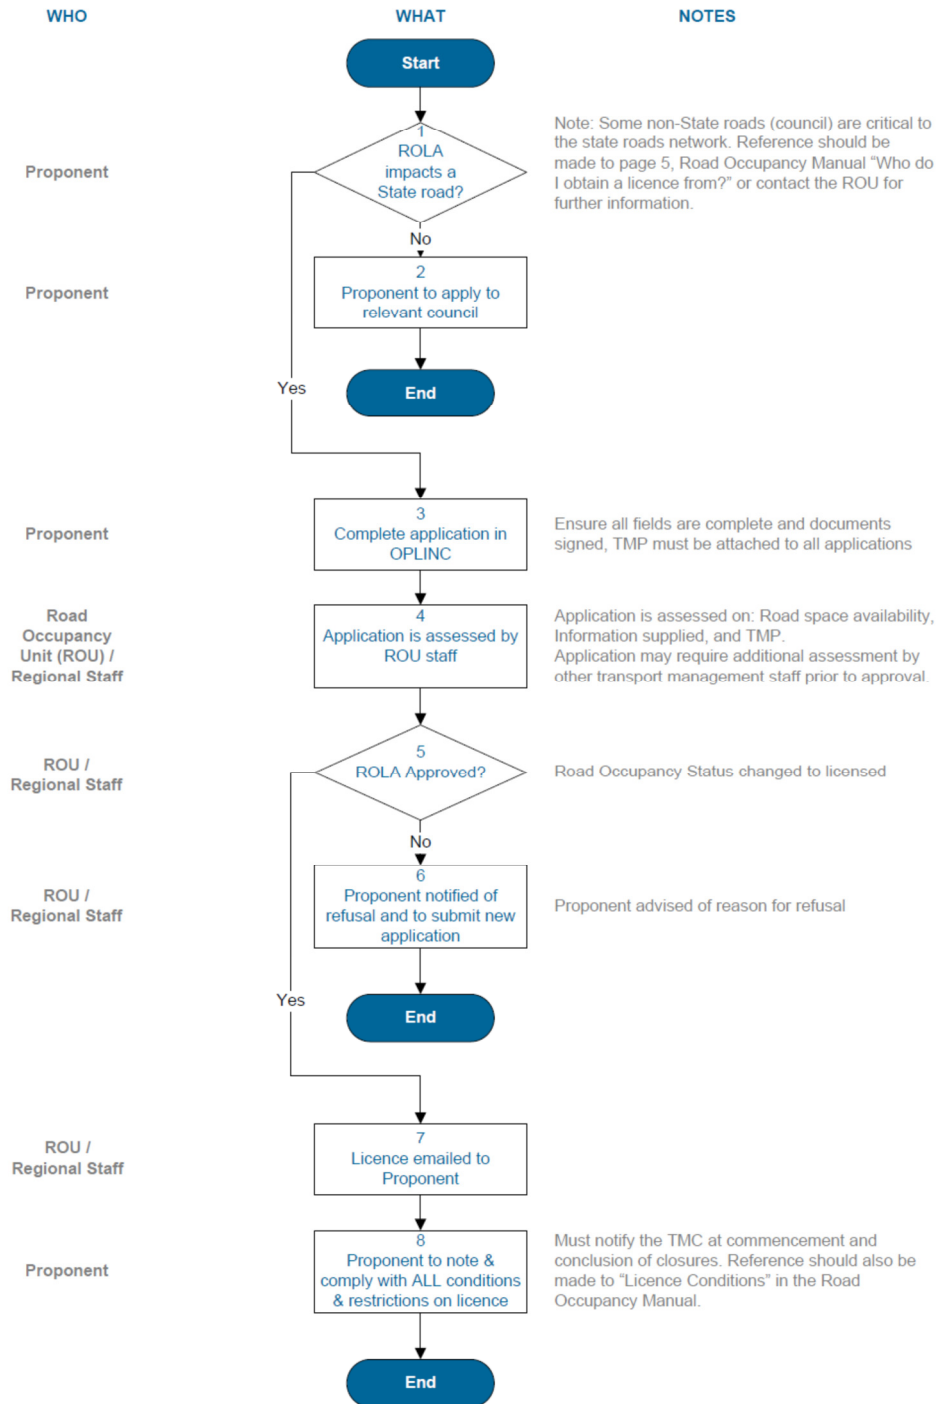 WHO
WHAT
NOTES
Start
Proponent
1
ROLA
impacts a
State road?
Note: Some non-State roads (council) are critical to
the state roads network. Reference should be
made to page 5, Road Occupancy Manual “Who do
I obtain a licence from?” or contact the ROU for
further information.
No
Proponent
2
Proponent to apply to
relevant council
Yes
End
Proponent
3
Complete application in
OPLINC
Ensure all fields are complete and documents
signed, TMP must be attached to all applications
Road
Occupancy
Unit (ROU) /
Regional Staff
4
Application is assessed by
ROU staff
Application is assessed on: Road space availability,
Information supplied, and TMP.
Application may require additional assessment by
other transport management staff prior to approval.
ROU /
Regional Staff
5
ROLA Approved?
Road Occupancy Status changed to licensed
No
ROU /
Regional Staff
6
Proponent notified of
refusal and to submit new
application
Proponent advised of reason for refusal
Yes
End
ROU /
Regional Staff
7
Licence emailed to
Proponent
Proponent
8
Proponent to note &
comply with ALL conditions
& restrictions on licence
Must notify the TMC at commencement and
conclusion of closures. Reference should also be
made to “Licence Conditions” in the Road
Occupancy Manual.
End